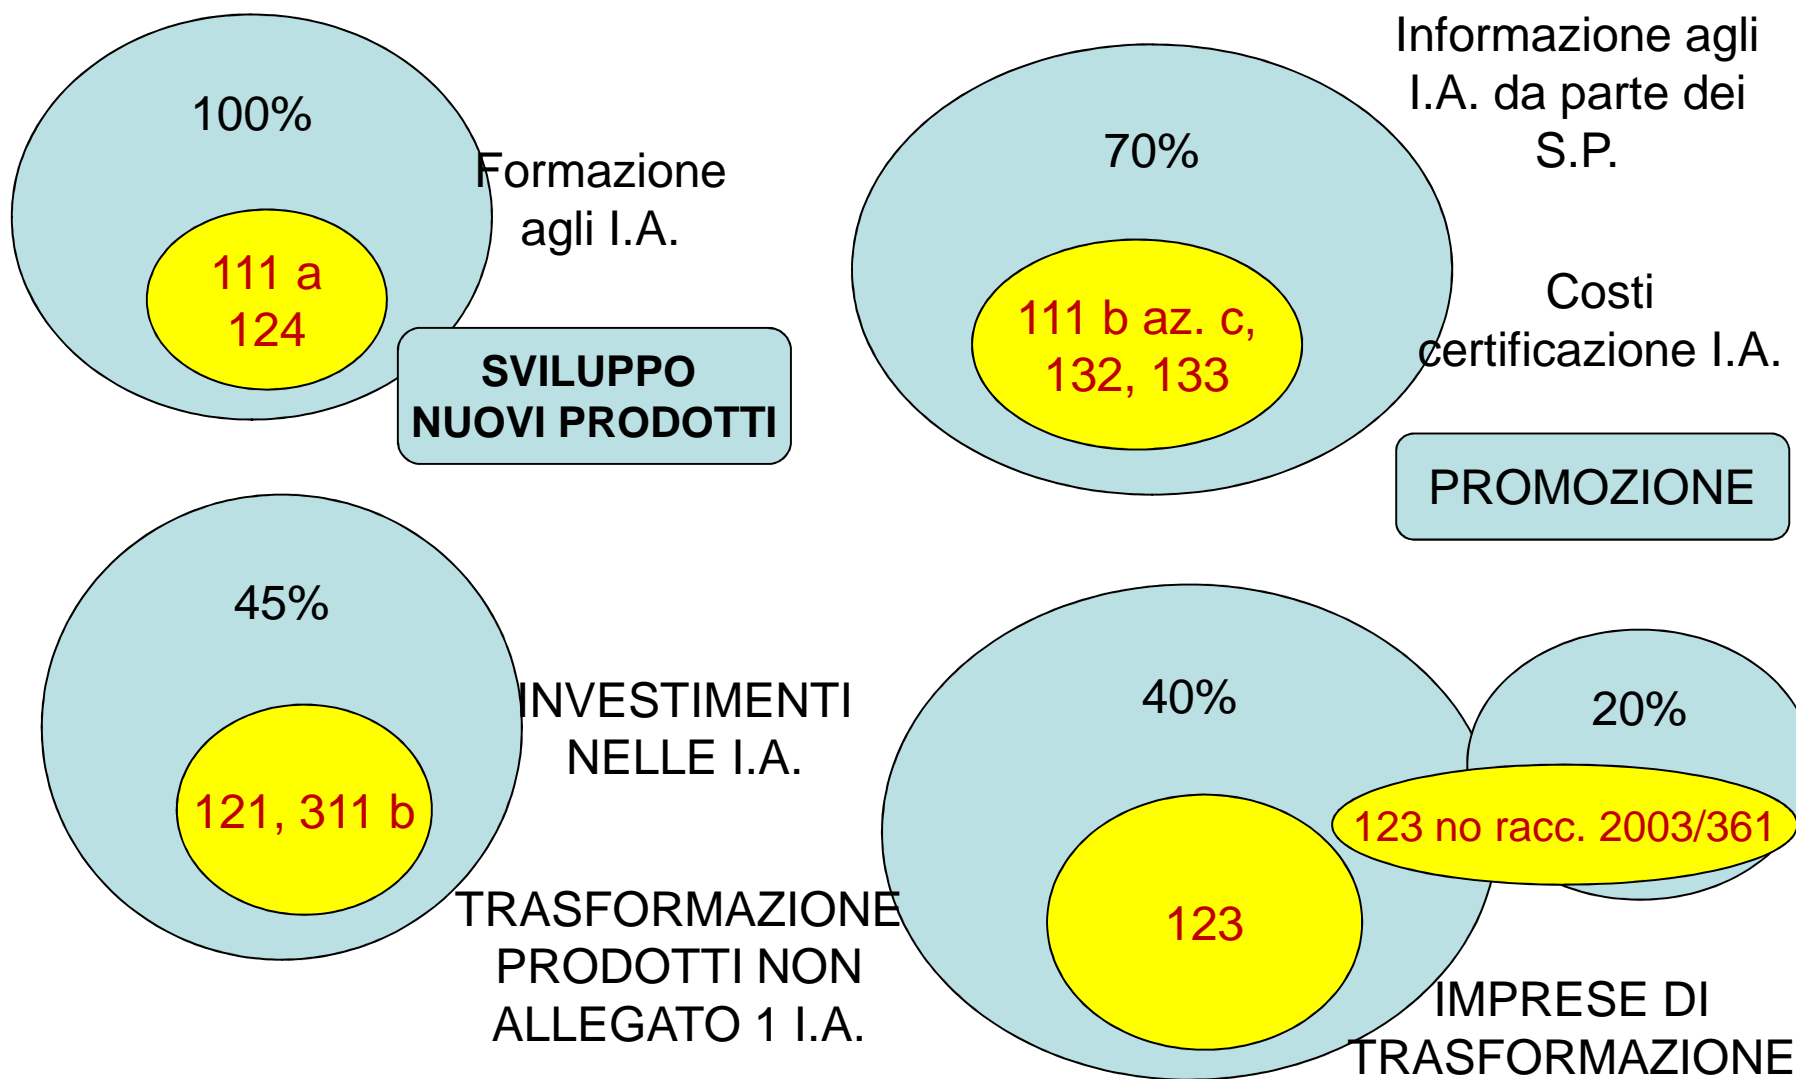 100%
Formazione
agli I.A.
111 a
124
SVILUPPO
NUOVI PRODOTTI
Informazione agli
I.A. da parte dei
S.P.
70%
Costi
certificazione I.A.
111 b az. c,
132, 133
PROMOZIONE
45%
INVESTIMENTI
NELLE I.A.
121, 311 b
TRASFORMAZIONE
PRODOTTI NON
ALLEGATO 1 I.A.
40%
20%
123 no racc. 2003/361
123
IMPRESE DI
TRASFORMAZIONE